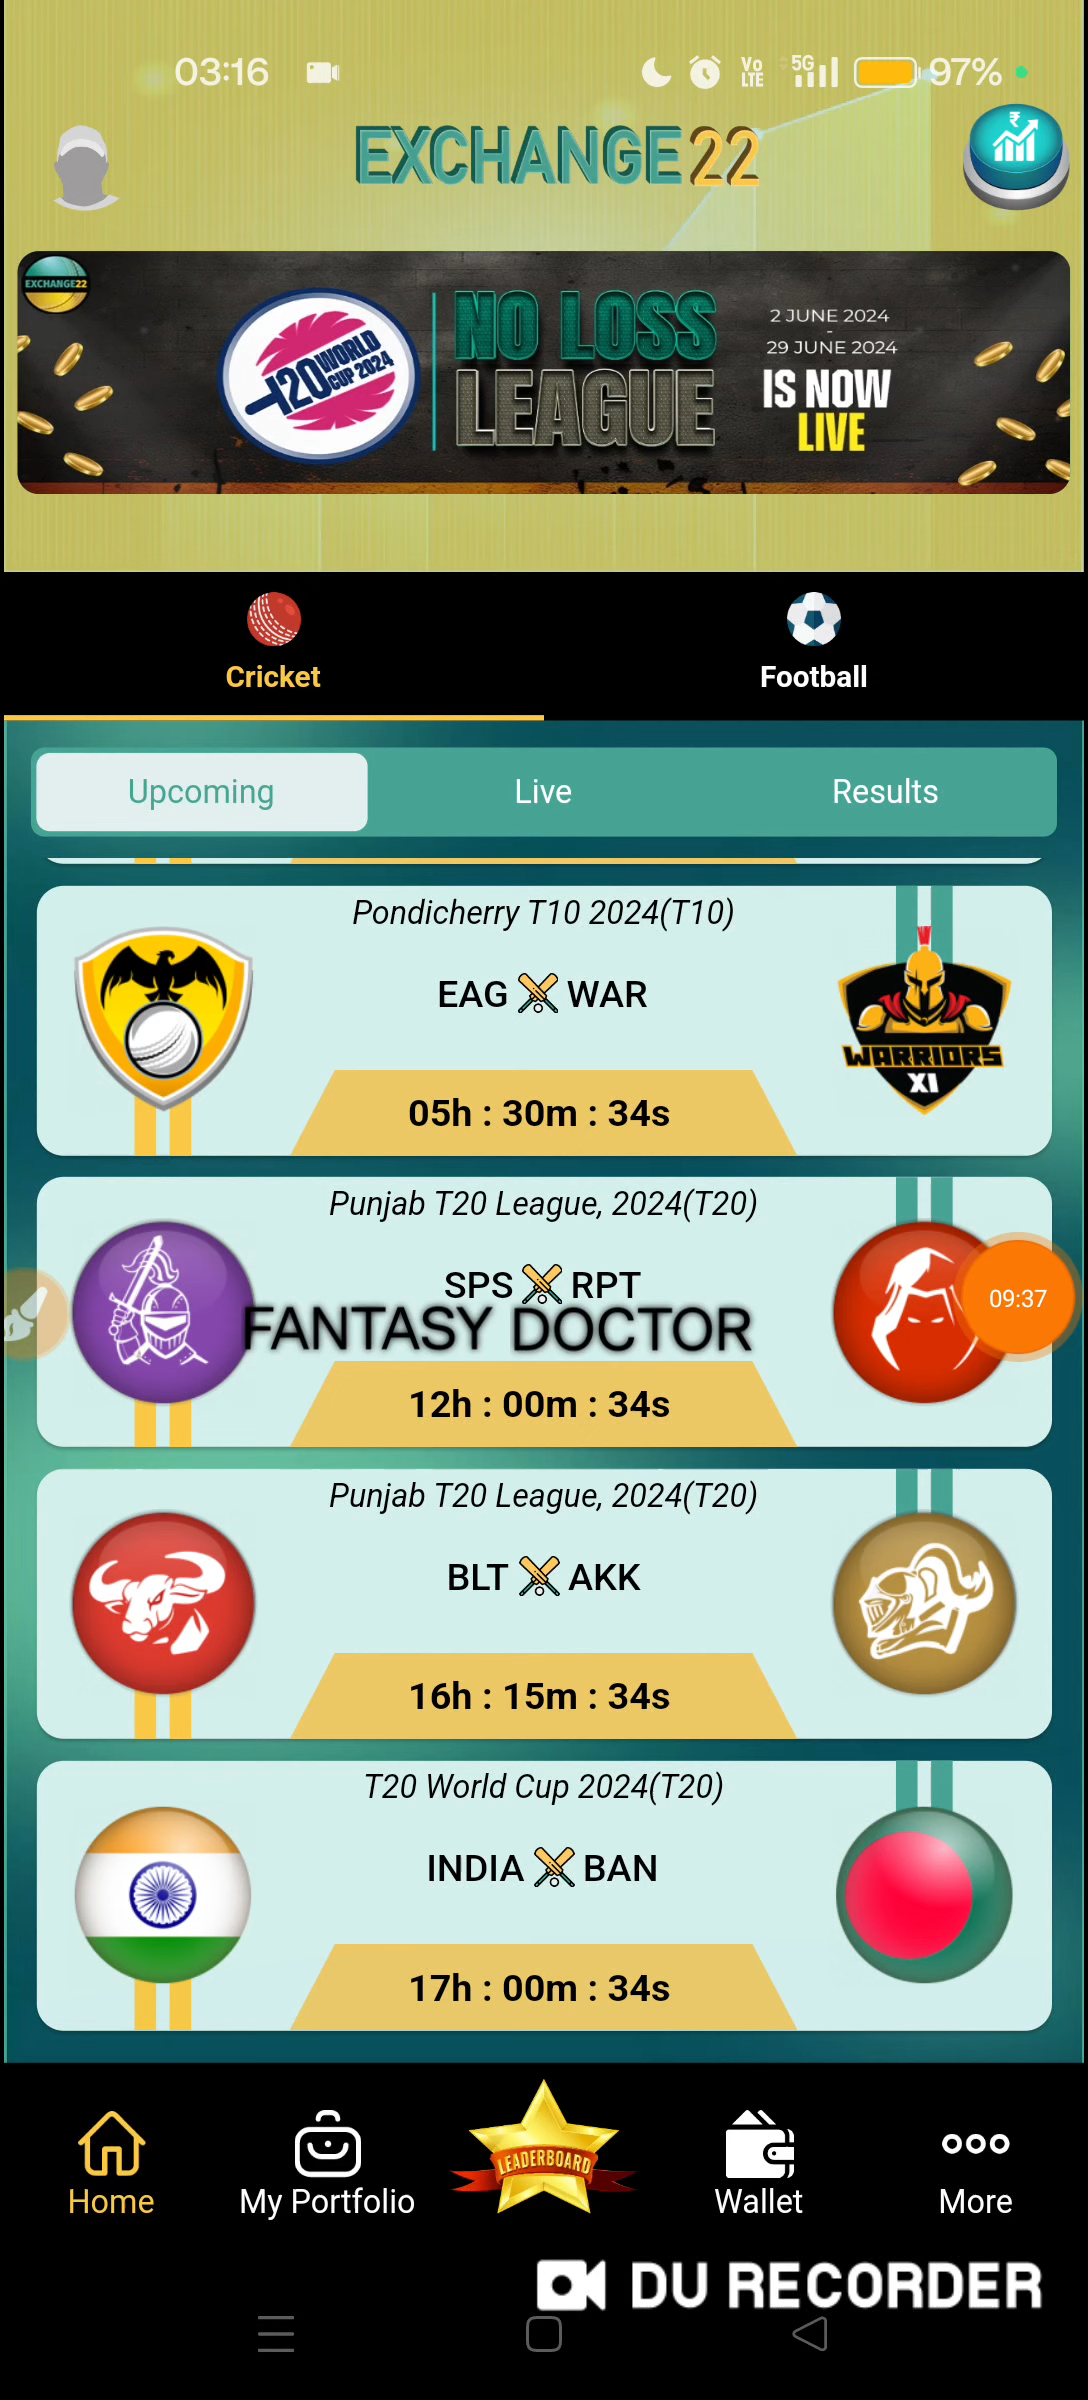 03:16
Vo
LTE
5G
97%
EXCHANGE22
₹
EXCHANGE22
T20 WORLD
CUP 2024
NO LOSS
LEAGUE
2 JUNE 2024
-
29 JUNE 2024
IS NOW
LIVE
Cricket
Football
Upcoming
Live
Results
Pondicherry T10 2024(T10)
EAG WAR
WARRIORS
XI
05h : 30m : 34s
Punjab T20 League, 2024(T20)
SPS RPT
09:37
FANTASY DOCTOR
12h : 00m : 34s
Punjab T20 League, 2024(T20)
BLT AKK
16h : 15m : 34s
T20 World Cup 2024(T20)
INDIA BAN
17h : 00m : 34s
LEADERBOARD
Home
My Portfolio
Wallet
More
DU RECORDER